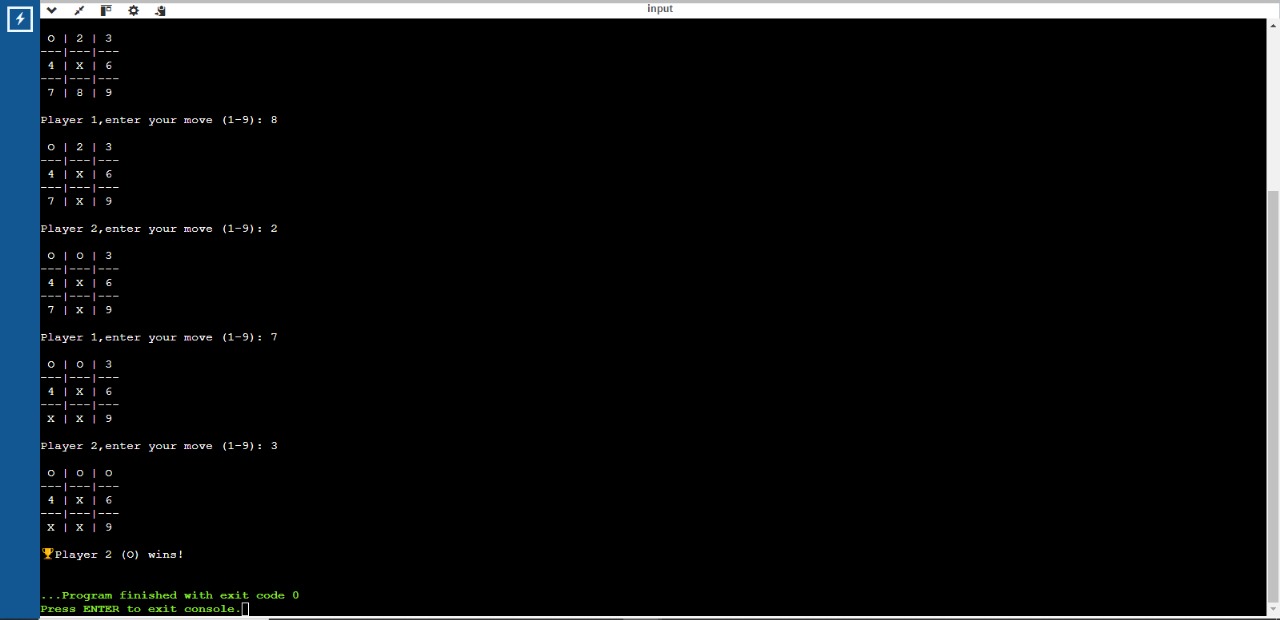 input
O | 2 | 3
---|---|---
4 | X | 6
---|---|---
7 | 8 | 9
Player 1,enter your move (1-9): 8
O | 2 | 3
---|---|---
4 | X | 6
---|---|---
7 | X | 9
Player 2,enter your move (1-9): 2
O | O | 3
---|---|---
4 | X | 6
---|---|---
7 | X | 9
Player 1,enter your move (1-9): 7
O | O | 3
---|---|---
4 | X | 6
---|---|---
X | X | 9
Player 2,enter your move (1-9): 3
O | O | O
---|---|---
4 | X | 6
---|---|---
X | X | 9
🏆Player 2 (O) wins!
...Program finished with exit code 0
Press ENTER to exit console.